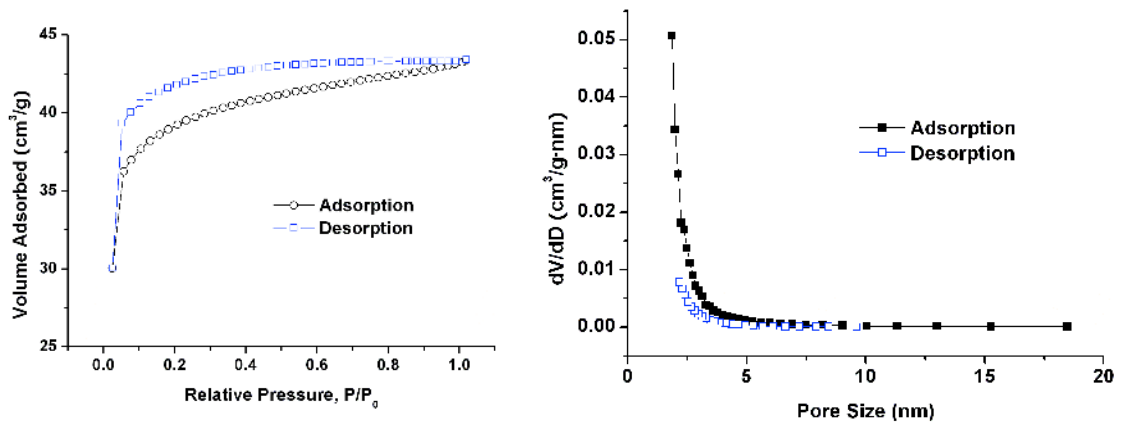 45
40
35
30
25
Volume Adsorbed (cm³/g)
Adsorption
Desorption
0.0 0.2 0.4 0.6 0.8 1.0
Relative Pressure, P/P₀
0.05
0.04
0.03
0.02
0.01
0.00
dV/dD (cm³/g·nm)
Adsorption
Desorption
0 5 10 15 20
Pore Size (nm)